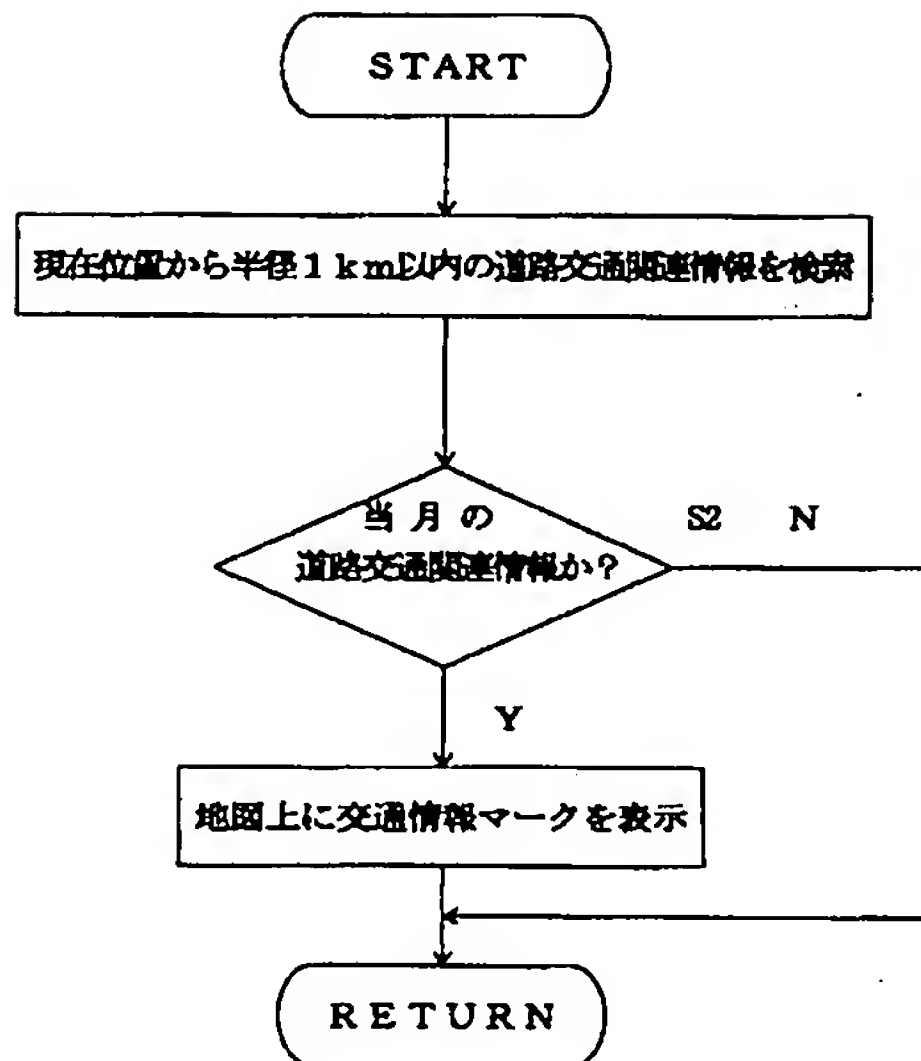 START
現在位置から半径1km以内の道路交通関連情報を検索
当月の
道路交通関連情報か?
S2 N
Y
地図上に交通情報マークを表示
RETURN